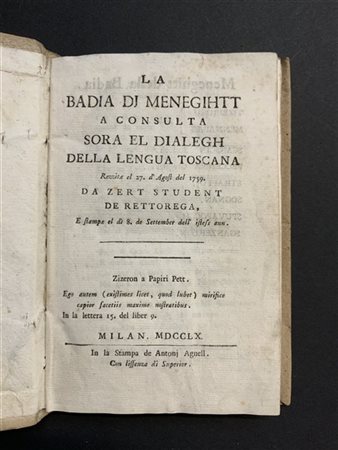 LA
BADIA DI MENEGIHTT
A CONSULTA
SORA EL DIALEGH
DELLA LENGUA TOSCANA
Rezvita el 27. d'Agost del 1759.
DA ZERT STUDENT
DE RETTOREGA,
E stampæ el dì 8. de Settember dell' istess ann.
Zizeron a Papiri Pett.
Ego autem (existimes licet, quod lubet) mirifice
capior facetiis maxime nostratibus.
In la lettera 15. del liber 9.
MILAN. MDCCLX.
In la Stampa de Antonj Agnell.
Con lissenza di Superior.